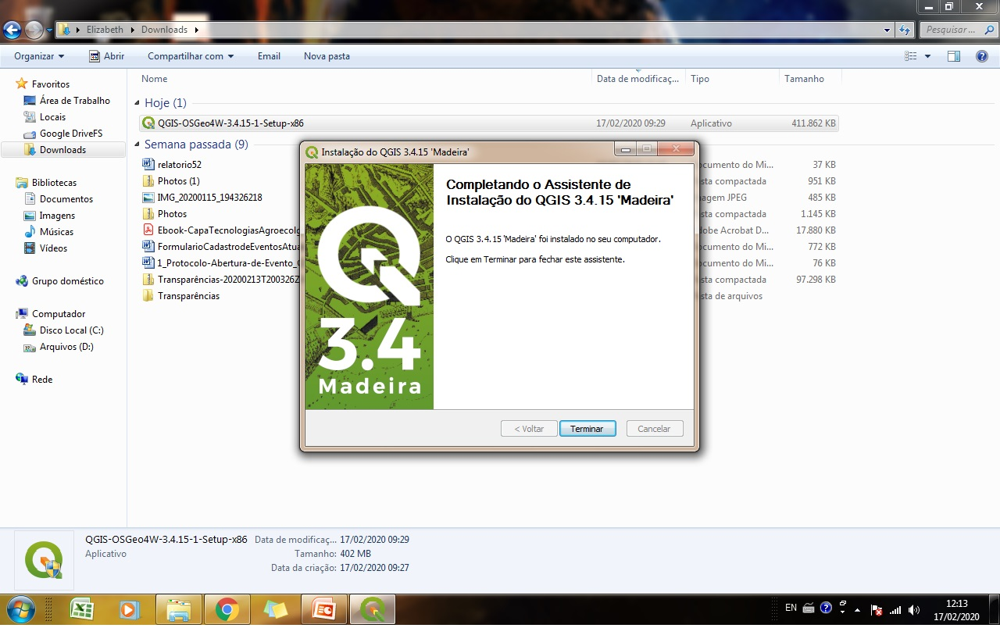 Elizabeth
Downloads
Pesquisar ...
Organizar
Abrir
Compartilhar com
Email
Nova pasta
Nome
Data de modificaç...
Tipo
Tamanho
Hoje (1)
QGIS-OSGeo4W-3.4.15-1-Setup-x86
17/02/2020 09:29
Aplicativo
411.862 KB
Semana passada (9)
relatorio52
ocumento do Mi...
37 KB
Photos (1)
sta compactada
951 KB
IMG_20200115_194326218
agem JPEG
485 KB
Photos
sta compactada
1.145 KB
Ebook-CapaTecnologiasAgroecolg
dobe Acrobat D...
17.880 KB
FormularioCadastrodeEventosAtua
ocumento do Mi...
772 KB
1_Protocolo-Abertura-de-Evento_
ocumento do Mi...
76 KB
Transparências-20200213T200326Z
sta compactada
97.298 KB
Transparências
sta de arquivos
Favoritos
Área de Trabalho
Locais
Google DriveFS
Downloads
Bibliotecas
Documentos
Imagens
Músicas
Vídeos
Grupo doméstico
Computador
Disco Local (C:)
Arquivos (D:)
Rede
Instalação do QGIS 3.4.15 'Madeira'
Completando o Assistente de
Instalação do QGIS 3.4.15 'Madeira'
O QGIS 3.4.15 'Madeira' foi instalado no seu computador.
Clique em Terminar para fechar este assistente.
3.4
Madeira
< Voltar
Terminar
Cancelar
QGIS-OSGeo4W-3.4.15-1-Setup-x86
Aplicativo
Data de modificaç... 17/02/2020 09:29
Tamanho: 402 MB
Data da criação: 17/02/2020 09:27
EN
12:13
17/02/2020